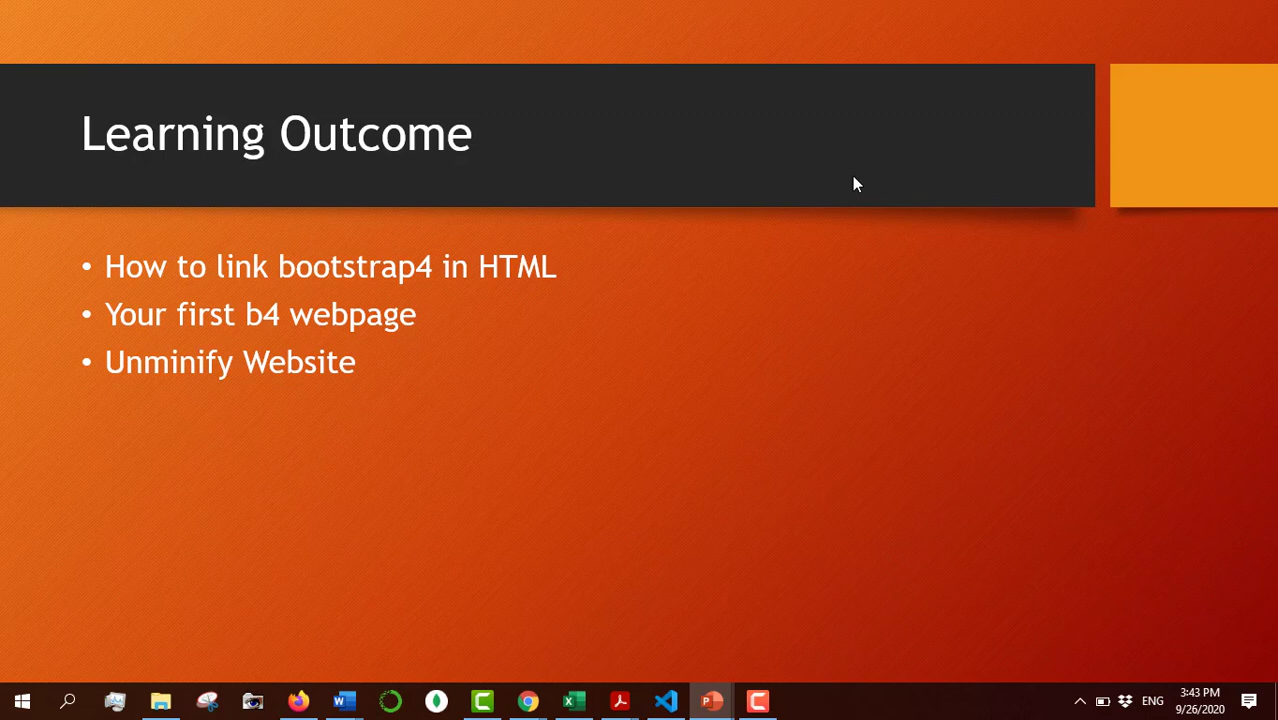 Learning Outcome
• How to link bootstrap4 in HTML
• Your first b4 webpage
• Unminify Website
ENG
3:43 PM
9/26/2020